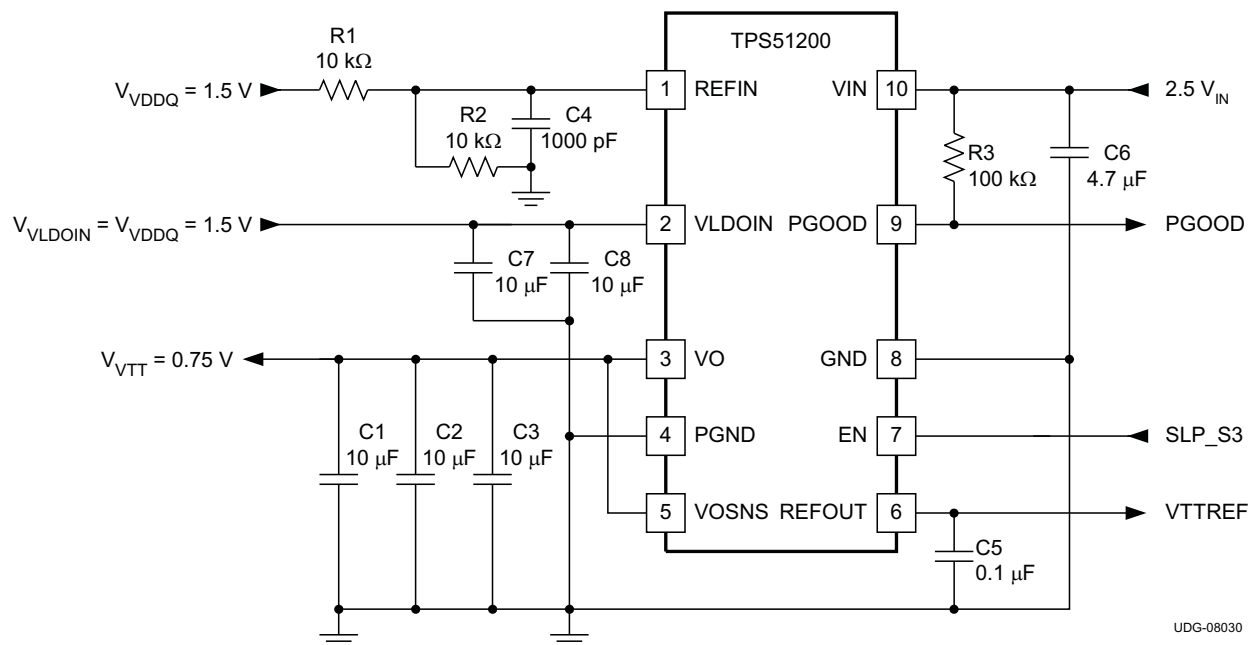 TPS51200
R1
10 kΩ
V_VDDQ = 1.5 V
1
REFIN
VIN
10
2.5 V_IN
R2
10 kΩ
C4
1000 pF
R3
100 kΩ
C6
4.7 μF
V_VLDOIN = V_VDDQ = 1.5 V
2
VLDOIN
PGOOD
9
PGOOD
C7
10 μF
C8
10 μF
V_VTT = 0.75 V
3
VO
GND
8
C1
10 μF
C2
10 μF
C3
10 μF
4
PGND
EN
7
SLP_S3
5
VOSNS
REFOUT
6
VTTREF
C5
0.1 μF
UDG-08030